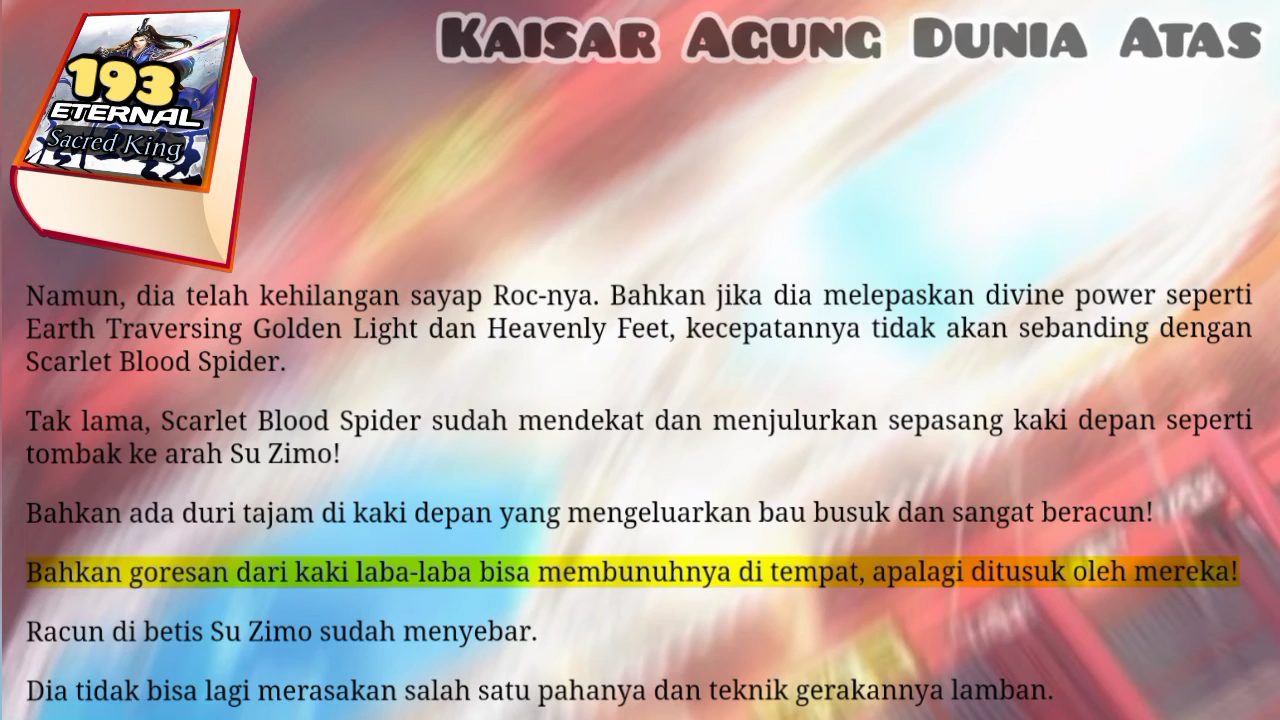 Kaisar Agung Dunia Atas
193
ETERNAL
Sacred King
Namun, dia telah kehilangan sayap Roc-nya. Bahkan jika dia melepaskan divine power seperti
Earth Traversing Golden Light dan Heavenly Feet, kecepatannya tidak akan sebanding dengan
Scarlet Blood Spider.
Tak lama, Scarlet Blood Spider sudah mendekat dan menjulurkan sepasang kaki depan seperti
tombak ke arah Su Zimo!
Bahkan ada duri tajam di kaki depan yang mengeluarkan bau busuk dan sangat beracun!
Bahkan goresan dari kaki laba-laba bisa membunuhnya di tempat, apalagi ditusuk oleh mereka!
Racun di betis Su Zimo sudah menyebar.
Dia tidak bisa lagi merasakan salah satu pahanya dan teknik gerakannya lamban.